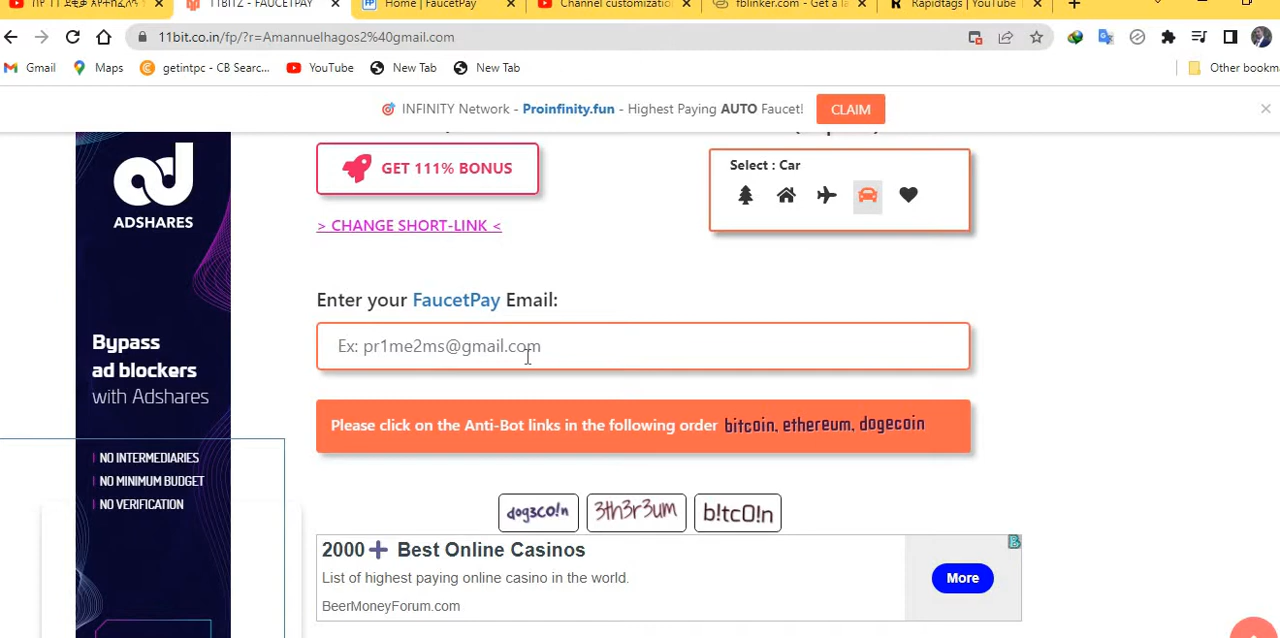 11BITZ - FAUCETPAY
Home | FaucetPay
Channel customizatio
fblinker.com - Get a la
Rapidtags | YouTube
11bit.co.in/fp/?r=Amannuelhagos2%40gmail.com
Gmail
Maps
getintpc - CB Searc...
YouTube
New Tab
New Tab
Other bookm
INFINITY Network - Proinfinity.fun - Highest Paying AUTO Faucet!
CLAIM
ad
ADSHARES
GET 111% BONUS
Select : Car
> CHANGE SHORT-LINK <
Enter your FaucetPay Email:
Ex: pr1me2ms@gmail.com
Bypass
ad blockers
with Adshares
Please click on the Anti-Bot links in the following order bitcoin, ethereum, dogecoin
NO INTERMEDIARIES
NO MINIMUM BUDGET
NO VERIFICATION
dog3co!n
3th3r3um
b!tcO!n
2000+ Best Online Casinos
List of highest paying online casino in the world.
BeerMoneyForum.com
More